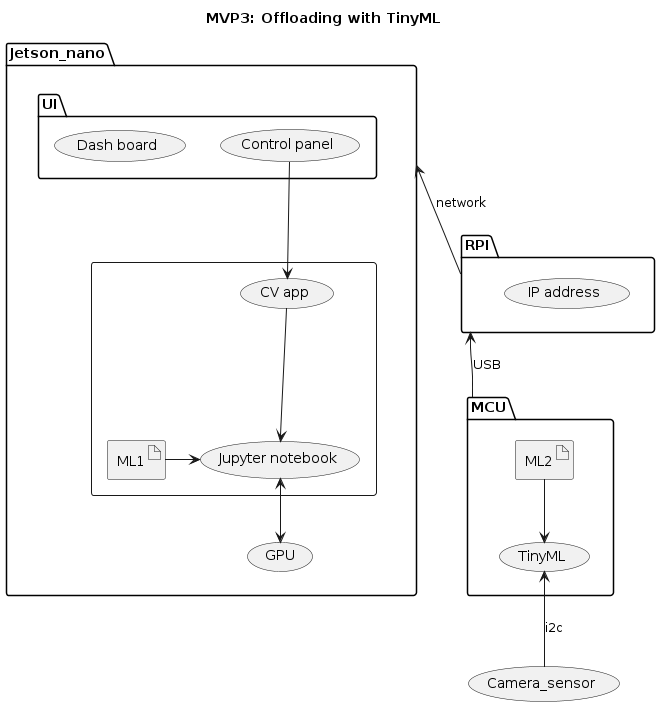 MVP3: Offloading with TinyML
Jetson_nano
UI
Dash board
Control panel
network
RPI
IP address
CV app
USB
MCU
ML1
Jupyter notebook
ML2
GPU
TinyML
i2c
Camera_sensor